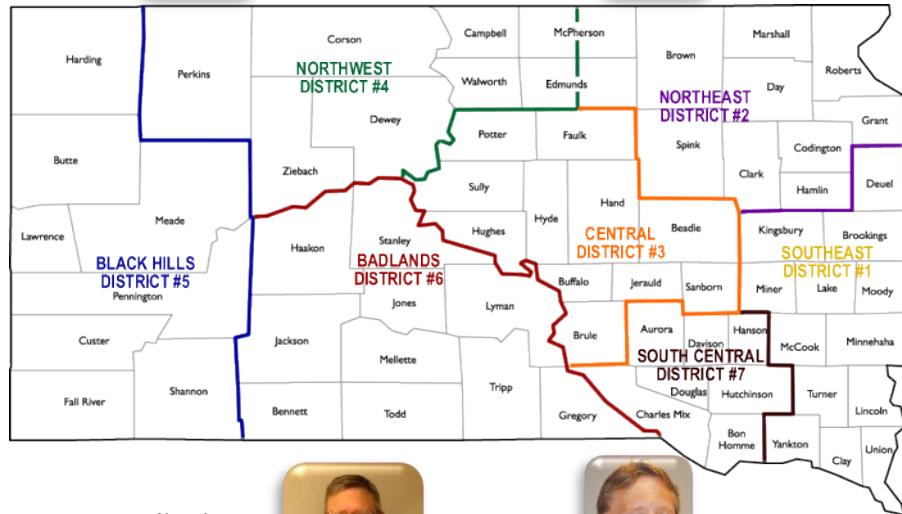 Harding
Perkins
Corson
Campbell
McPherson
Marshall
Brown
Roberts
NORTHWEST
DISTRICT #4
Walworth
Edmunds
Day
NORTHEAST
DISTRICT #2
Grant
Dewey
Potter
Faulk
Spink
Codington
Butte
Ziebach
Clark
Deuel
Hamlin
Sully
Meade
Hyde
Hand
Lawrence
Haakon
Stanley
Hughes
Beadle
Kingsbury
Brookings
CENTRAL
DISTRICT #3
SOUTHEAST
DISTRICT #1
BLACK HILLS
DISTRICT #5
BADLANDS
DISTRICT #6
Pennington
Buffalo
Jerauld
Sanborn
Miner
Lake
Moody
Jones
Lyman
Custer
Jackson
Brule
Aurora
Davison
Hanson
McCook
Minnehaha
Mellette
SOUTH CENTRAL
DISTRICT #7
Fall River
Shannon
Tripp
Douglas
Hutchinson
Turner
Lincoln
Bennett
Todd
Gregory
Charles Mix
Bon
Homme
Yankton
Clay
Union